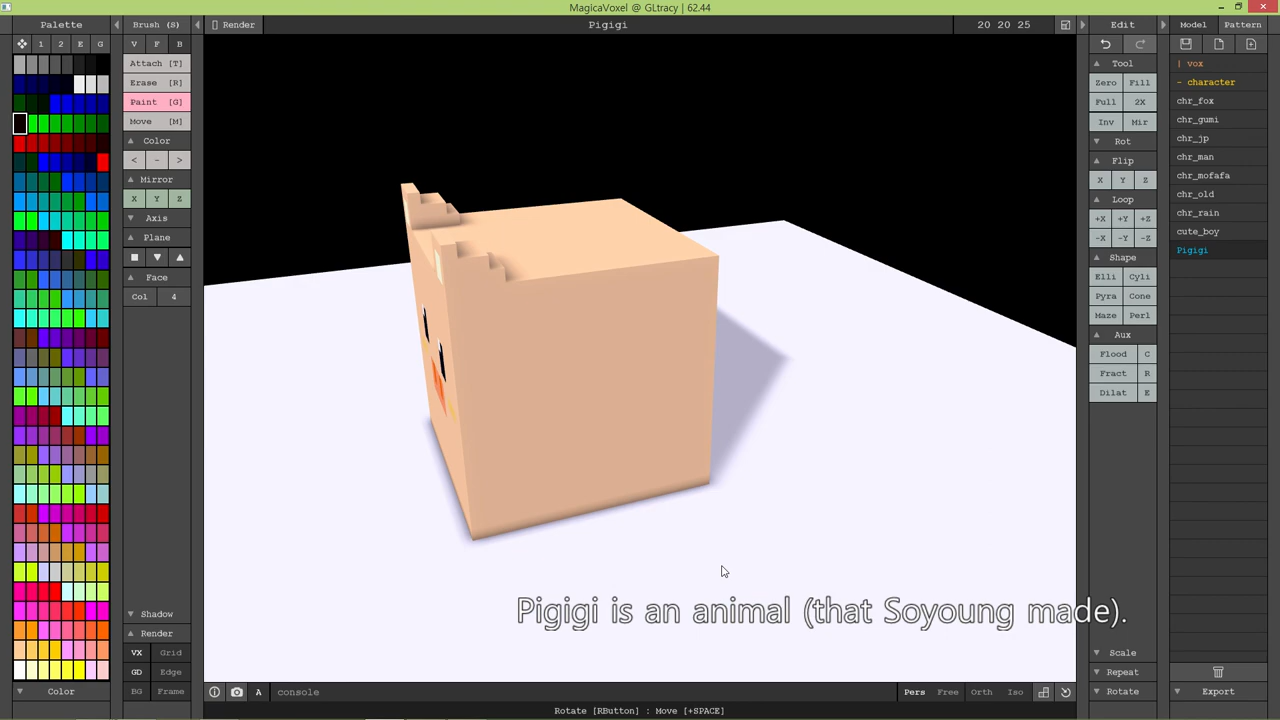 MagicaVoxel @ GLtracy | 62.44
Palette
Brush (S)
Render
Pigigi
20 20 25
Edit
Model
Pattern
1
2
E
G
V
F
B
Attach [T]
Erase [R]
Paint [G]
Move [M]
Color
< - >
Mirror
X Y Z
Axis
Plane
Face
Col 4
Shadow
Render
VX Grid
GD Edge
BG Frame
Color
Tool
Zero Fill
Full 2X
Inv Mir
Rot
Flip
X Y Z
Loop
+X +Y +Z
-X -Y -Z
Shape
Elli Cyli
Pyra Cone
Maze Perl
Aux
Flood C
Fract R
Dilat E
Scale
Repeat
Rotate
| vox
- character
chr_fox
chr_gumi
chr_jp
chr_man
chr_mofafa
chr_old
chr_rain
cute_boy
Pigigi
Export
Pigigi is an animal (that Soyoung made).
A
console
Pers Free Orth Iso
Rotate [RButton] : Move [+SPACE]